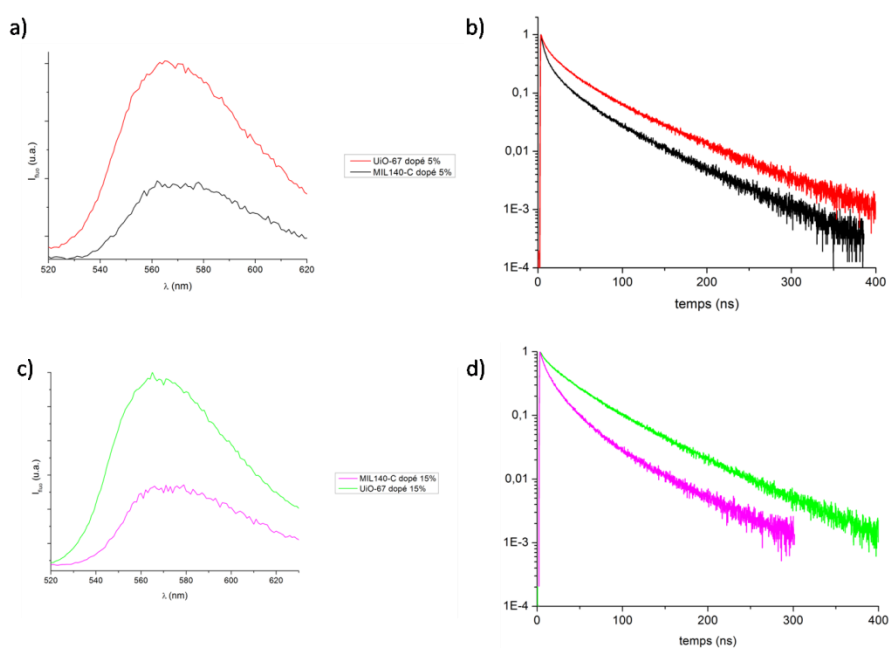 a)
I fluo (u.a.)
520 540 560 580 600 620
λ (nm)
UiO-67 dopé 5%
MIL140-C dopé 5%
b)
1
0,1
0,01
1E-3
1E-4
0 100 200 300 400
temps (ns)
c)
I fluo (u.a.)
520 540 560 580 600 620
λ (nm)
MIL140-C dopé 15%
UiO-67 dopé 15%
d)
1
0,1
0,01
1E-3
1E-4
0 100 200 300 400
temps (ns)